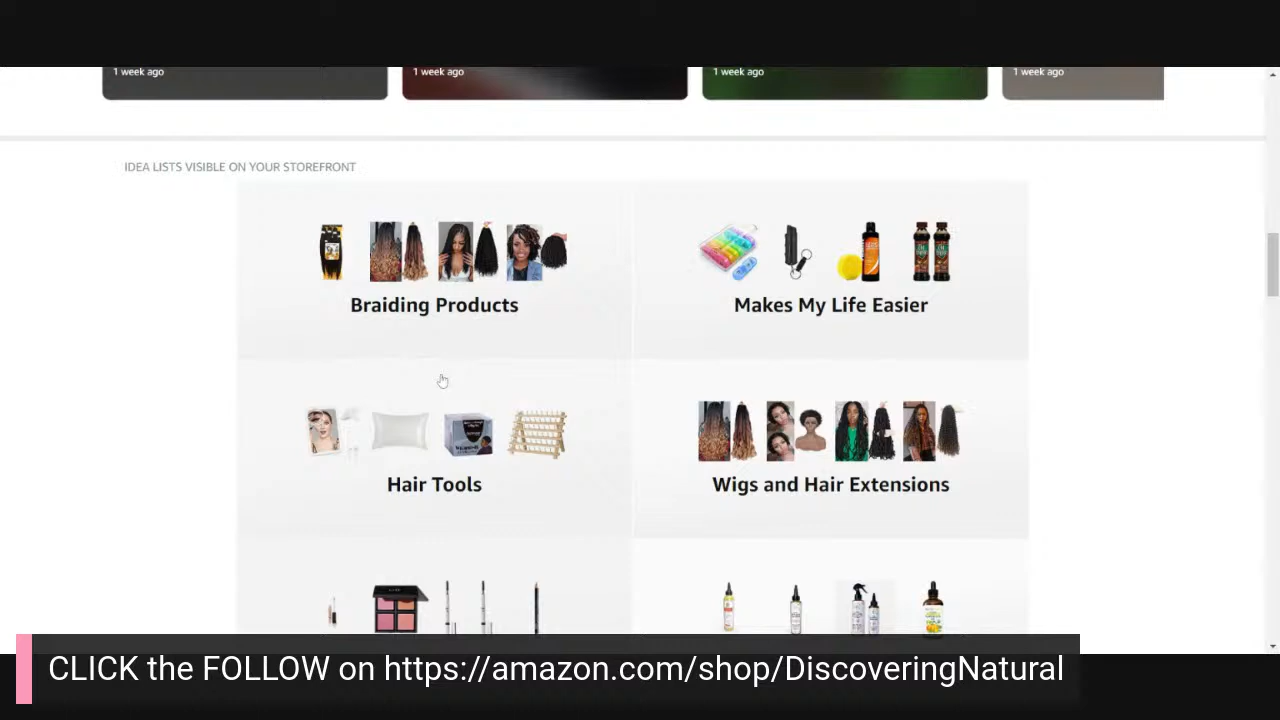 1 week ago
1 week ago
1 week ago
1 week ago
IDEA LISTS VISIBLE ON YOUR STOREFRONT
Braiding Products
Makes My Life Easier
Hair Tools
Wigs and Hair Extensions
CLICK the FOLLOW on https://amazon.com/shop/DiscoveringNatural